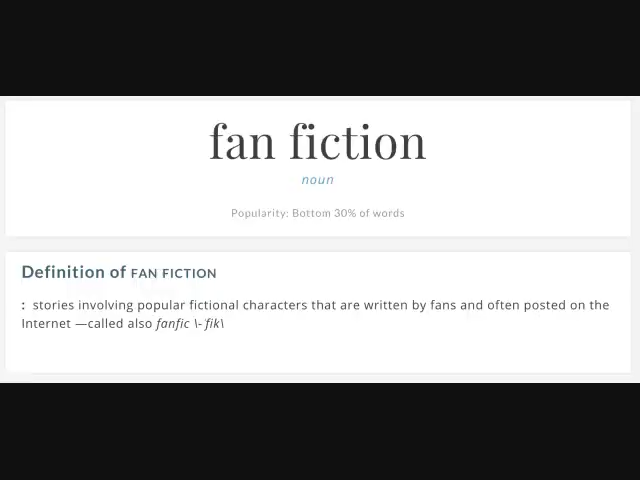 fan fiction
noun
Popularity: Bottom 30% of words
Definition of FAN FICTION
: stories involving popular fictional characters that are written by fans and often posted on the
Internet —called also fanfic \-ˈfik\